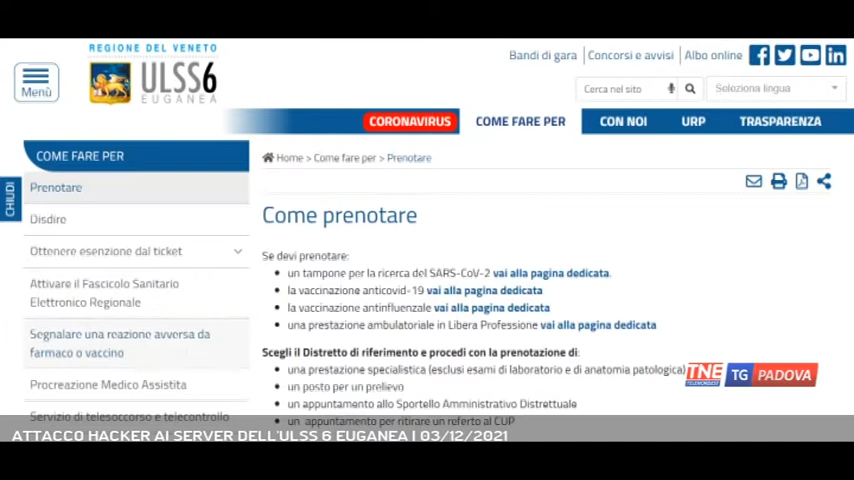 REGIONE DEL VENETO
ULSS6
EUGANEA
Menù
Bandi di gara
Concorsi e avvisi
Albo online
Cerca nel sito
Seleziona lingua
CORONAVIRUS
COME FARE PER
CON NOI
URP
TRASPARENZA
CHIUDI
COME FARE PER
Prenotare
Disdire
Ottenere esenzione dal ticket
Attivare il Fascicolo Sanitario
Elettronico Regionale
Segnalare una reazione avversa da
farmaco o vaccino
Procreazione Medico Assistita
Servizio di telesoccorso e telecontrollo
Home > Come fare per > Prenotare
Come prenotare
Se devi prenotare:
un tampone per la ricerca del SARS-CoV-2 vai alla pagina dedicata.
la vaccinazione anticovid-19 vai alla pagina dedicata
la vaccinazione antinfluenzale vai alla pagina dedicata
una prestazione ambulatoriale in Libera Professione vai alla pagina dedicata
Scegli il Distretto di riferimento e procedi con la prenotazione di:
una prestazione specialistica (esclusi esami di laboratorio e di anatomia patologica)
un posto per un prelievo
un appuntamento allo Sportello Amministrativo Distrettuale
un appuntamento per ritirare un referto al CUP
TNE
TELENORDEST
TG PADOVA
ATTACCO HACKER AI SERVER DELL'ULSS 6 EUGANEA | 03/12/2021